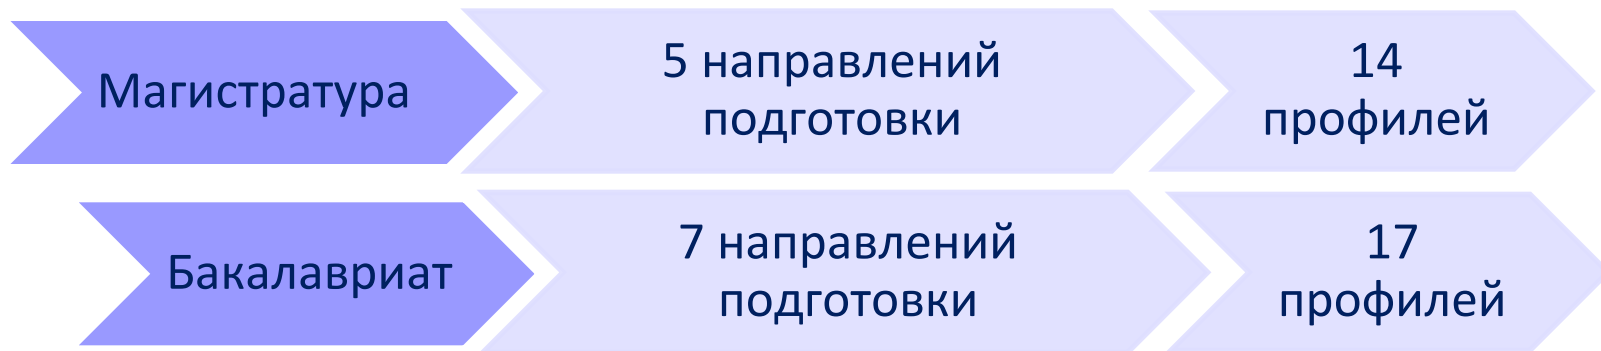 Магистратура
5 направлений
подготовки
14
профилей
Бакалавриат
7 направлений
подготовки
17
профилей